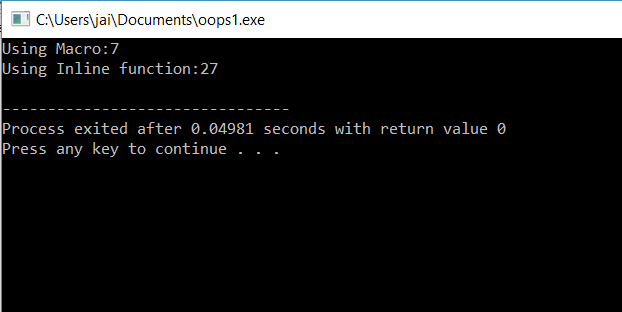 C:\Users\jai\Documents\oops1.exe
Using Macro:7
Using Inline function:27
--------------------------------
Process exited after 0.04981 seconds with return value 0
Press any key to continue . . .